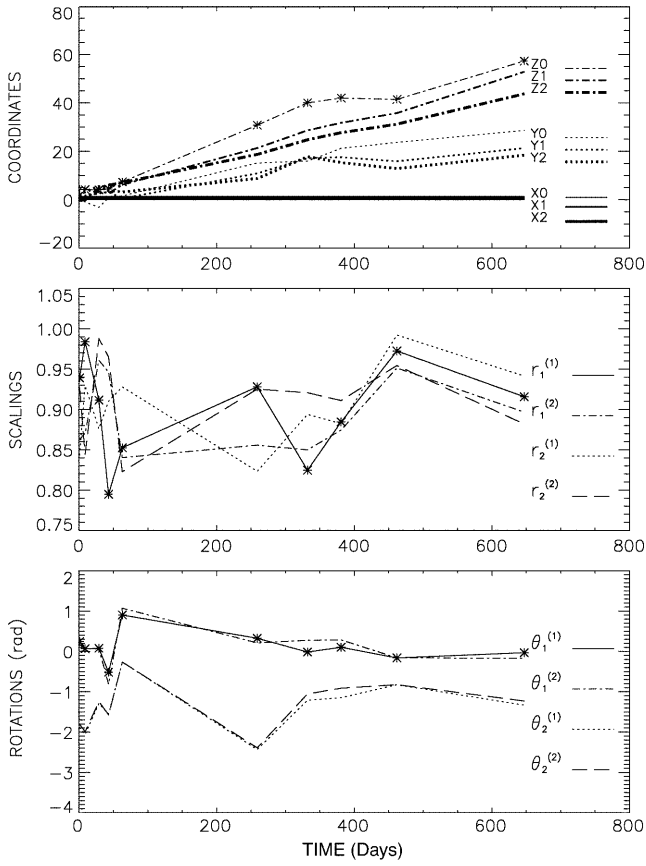 80
60
40
20
0
−20
COORDINATES
Z0
Z1
Z2
Y0
Y1
Y2
X0
X1
X2
0 200 400 600 800
1.05
1.00
0.95
0.90
0.85
0.80
0.75
SCALINGS
r₁⁽¹⁾
r₁⁽²⁾
r₂⁽¹⁾
r₂⁽²⁾
0 200 400 600 800
2
1
0
−1
−2
−3
−4
ROTATIONS (rad)
θ₁⁽¹⁾
θ₁⁽²⁾
θ₂⁽¹⁾
θ₂⁽²⁾
0 200 400 600 800
TIME (Days)